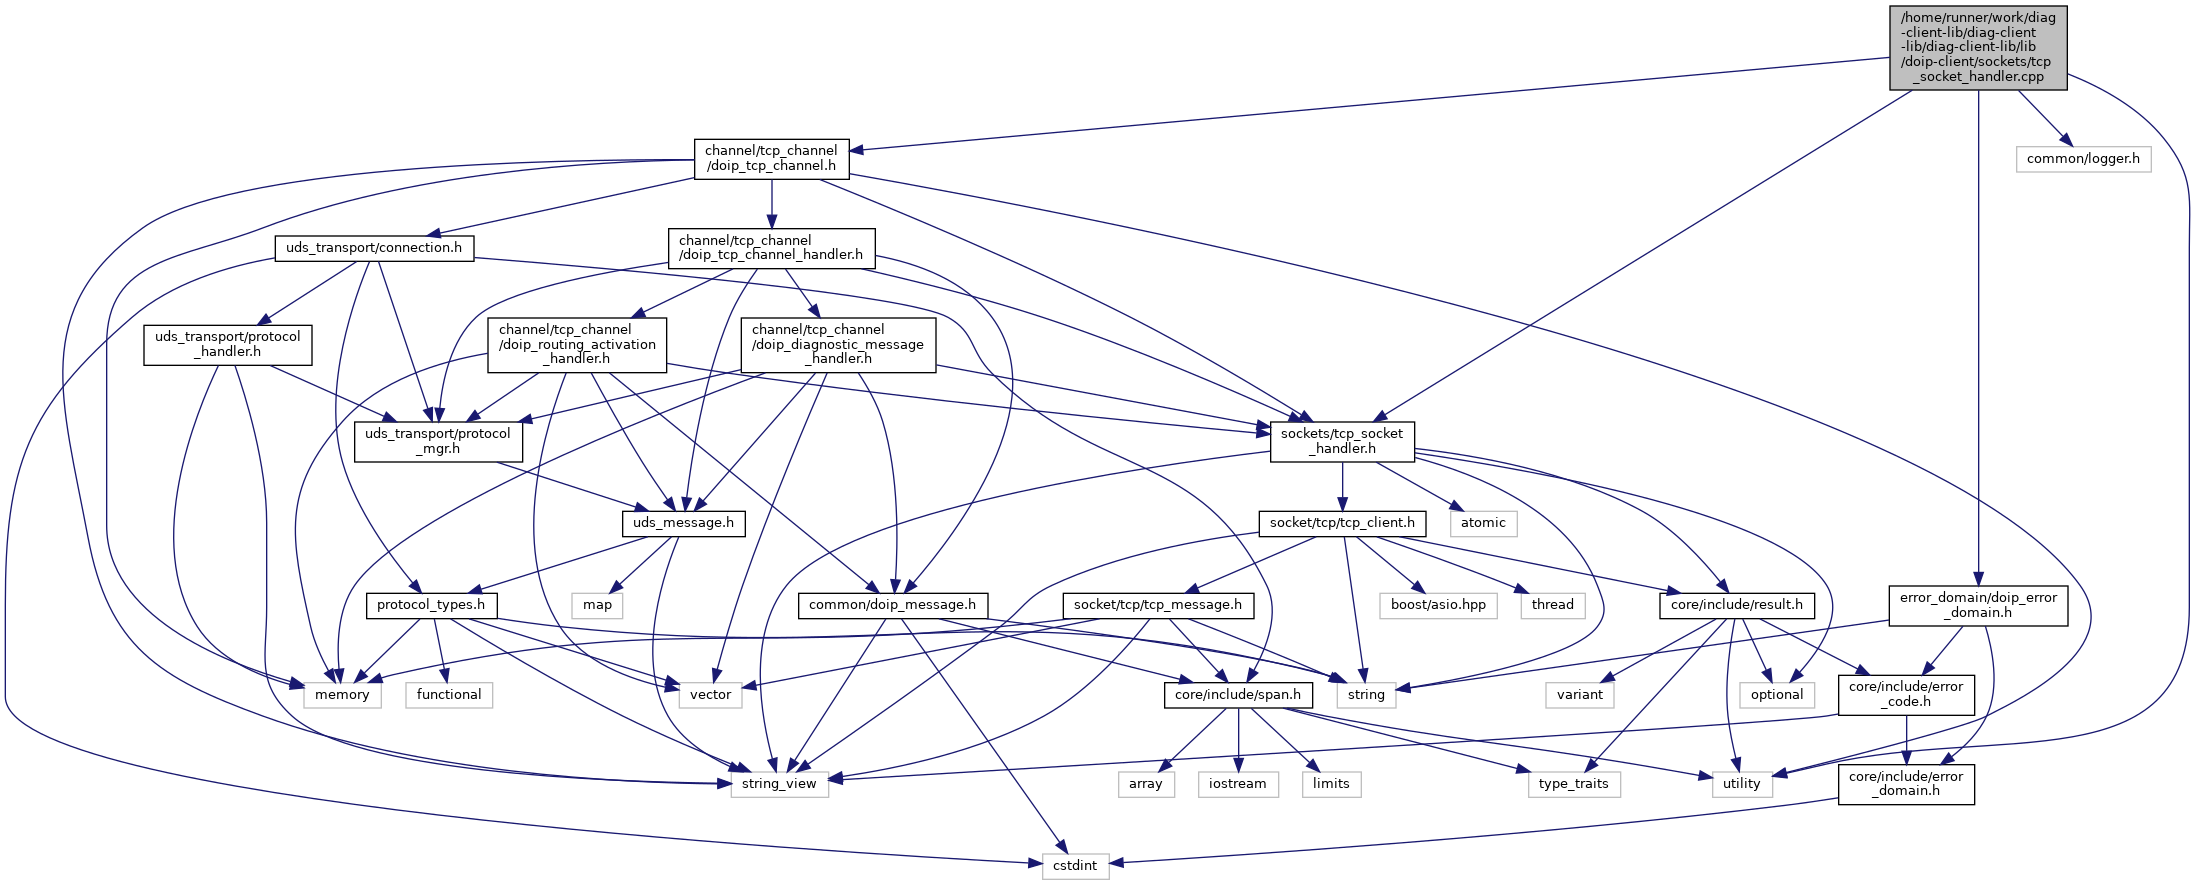 /home/runner/work/diag
-client-lib/diag-client
-lib/diag-client-lib/lib
/doip-client/sockets/tcp
_socket_handler.cpp
channel/tcp_channel
/doip_tcp_channel.h
common/logger.h
uds_transport/connection.h
channel/tcp_channel
/doip_tcp_channel_handler.h
uds_transport/protocol
_handler.h
channel/tcp_channel
/doip_routing_activation
_handler.h
channel/tcp_channel
/doip_diagnostic_message
_handler.h
uds_transport/protocol
_mgr.h
sockets/tcp_socket
_handler.h
uds_message.h
socket/tcp/tcp_client.h
atomic
protocol_types.h
map
common/doip_message.h
socket/tcp/tcp_message.h
boost/asio.hpp
thread
core/include/result.h
error_domain/doip_error
_domain.h
memory
functional
vector
core/include/span.h
string
variant
optional
core/include/error
_code.h
string_view
array
iostream
limits
type_traits
utility
core/include/error
_domain.h
cstdint